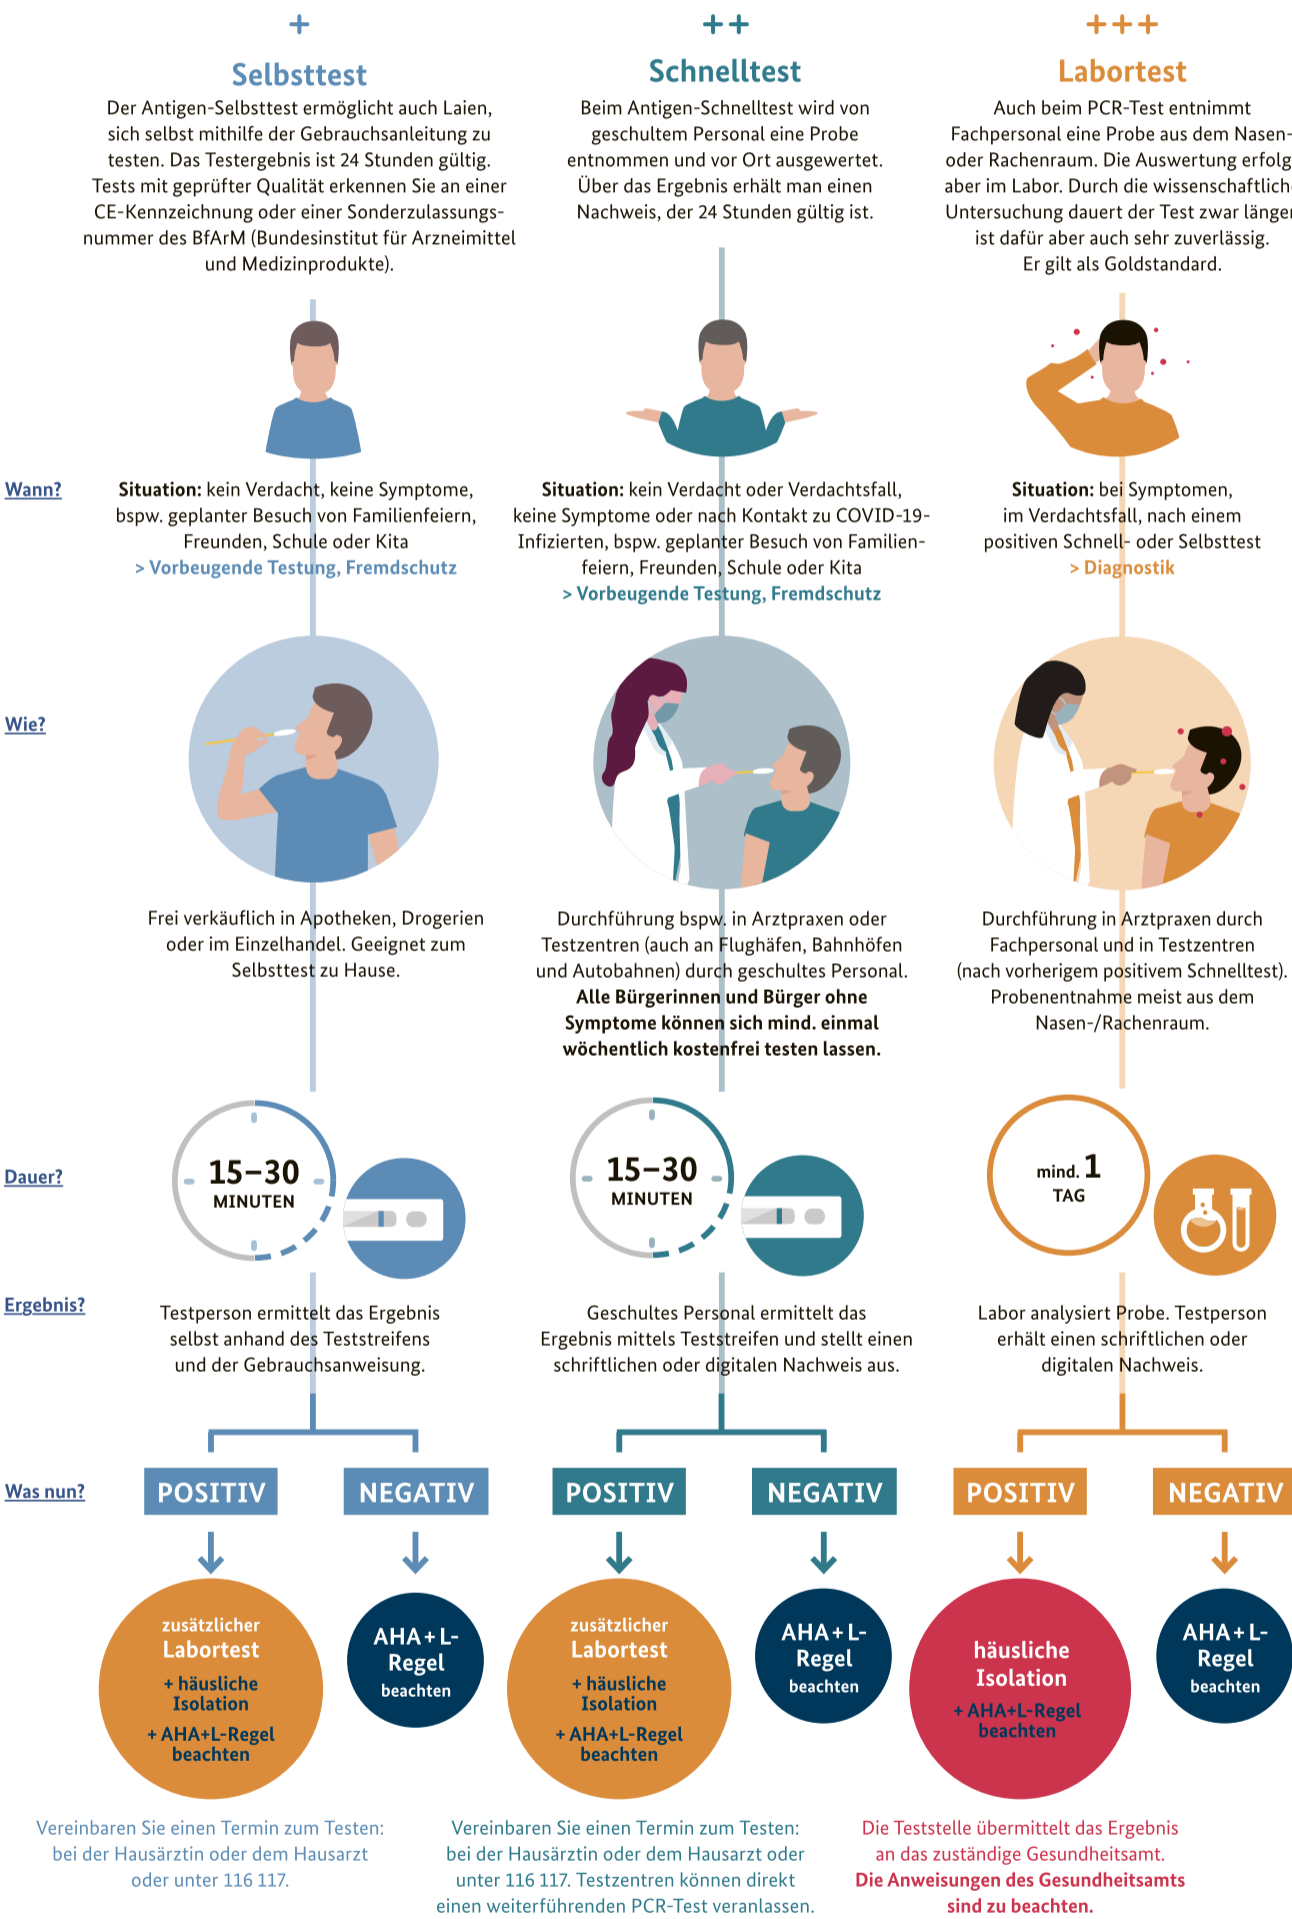 +
Selbsttest
Der Antigen-Selbsttest ermöglicht auch Laien,
sich selbst mithilfe der Gebrauchsanleitung zu
testen. Das Testergebnis ist 24 Stunden gültig.
Tests mit geprüfter Qualität erkennen Sie an einer
CE-Kennzeichnung oder einer Sonderzulassungs-
nummer des BfArM (Bundesinstitut für Arzneimittel
und Medizinprodukte).
++
Schnelltest
Beim Antigen-Schnelltest wird von
geschultem Personal eine Probe
entnommen und vor Ort ausgewertet.
Über das Ergebnis erhält man einen
Nachweis, der 24 Stunden gültig ist.
+++
Labortest
Auch beim PCR-Test entnimmt
Fachpersonal eine Probe aus dem Nasen-
oder Rachenraum. Die Auswertung erfolg
aber im Labor. Durch die wissenschaftlich
Untersuchung dauert der Test zwar länger
ist dafür aber auch sehr zuverlässig.
Er gilt als Goldstandard.
Wann?
Situation: kein Verdacht, keine Symptome,
bspw. geplanter Besuch von Familienfeiern,
Freunden, Schule oder Kita
> Vorbeugende Testung, Fremdschutz
Situation: kein Verdacht oder Verdachtsfall,
keine Symptome oder nach Kontakt zu COVID-19-
Infizierten, bspw. geplanter Besuch von Familien-
feiern, Freunden, Schule oder Kita
> Vorbeugende Testung, Fremdschutz
Situation: bei Symptomen,
im Verdachtsfall, nach einem
positiven Schnell- oder Selbsttest
> Diagnostik
Wie?
Frei verkäuflich in Apotheken, Drogerien
oder im Einzelhandel. Geeignet zum
Selbsttest zu Hause.
Durchführung bspw. in Arztpraxen oder
Testzentren (auch an Flughäfen, Bahnhöfen
und Autobahnen) durch geschultes Personal.
Alle Bürgerinnen und Bürger ohne
Symptome können sich mind. einmal
wöchentlich kostenfrei testen lassen.
Durchführung in Arztpraxen durch
Fachpersonal und in Testzentren
(nach vorherigem positivem Schnelltest).
Probenentnahme meist aus dem
Nasen-/Rachenraum.
Dauer?
15–30
MINUTEN
15–30
MINUTEN
mind. 1
TAG
Ergebnis?
Testperson ermittelt das Ergebnis
selbst anhand des Teststreifens
und der Gebrauchsanweisung.
Geschultes Personal ermittelt das
Ergebnis mittels Teststreifen und stellt einen
schriftlichen oder digitalen Nachweis aus.
Labor analysiert Probe. Testperson
erhält einen schriftlichen oder
digitalen Nachweis.
Was nun?
POSITIV
NEGATIV
POSITIV
NEGATIV
POSITIV
NEGATIV
zusätzlicher
Labortest
+ häusliche
Isolation
+ AHA+L-Regel
beachten
AHA+L-
Regel
beachten
zusätzlicher
Labortest
+ häusliche
Isolation
+ AHA+L-Regel
beachten
AHA+L-
Regel
beachten
häusliche
Isolation
+ AHA+L-Regel
beachten
AHA+L-
Regel
beachten
Vereinbaren Sie einen Termin zum Testen:
bei der Hausärztin oder dem Hausarzt
oder unter 116 117.
Vereinbaren Sie einen Termin zum Testen:
bei der Hausärztin oder dem Hausarzt oder
unter 116 117. Testzentren können direkt
einen weiterführenden PCR-Test veranlassen.
Die Teststelle übermittelt das Ergebnis
an das zuständige Gesundheitsamt.
Die Anweisungen des Gesundheitsamts
sind zu beachten.